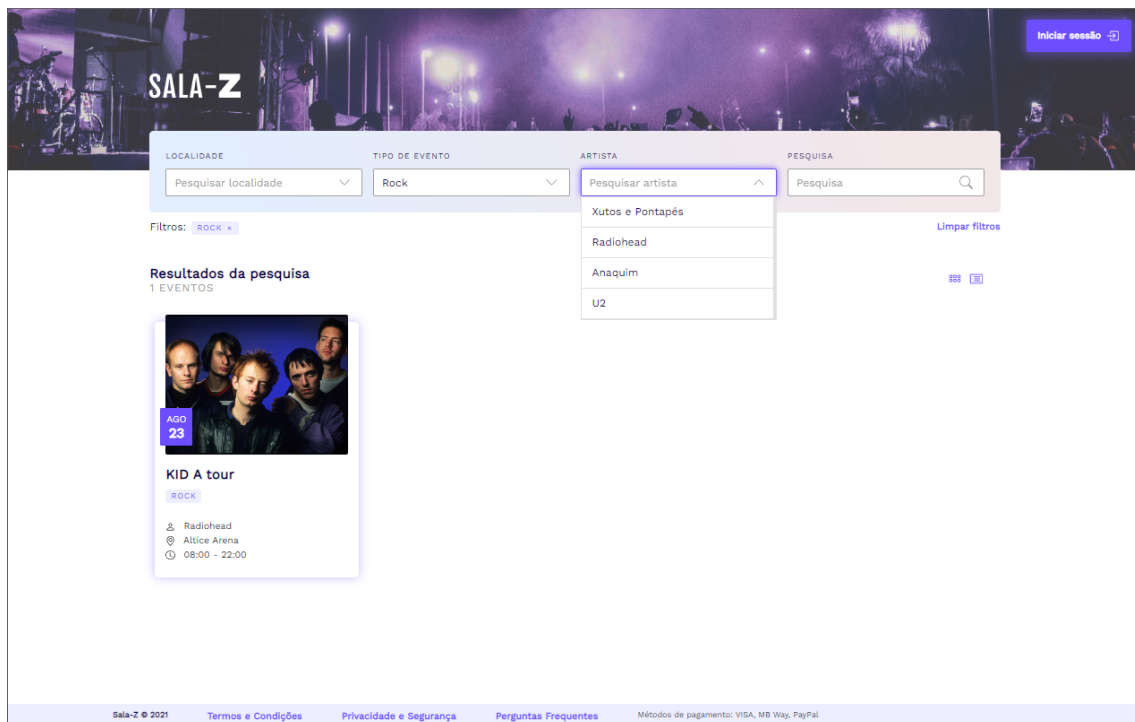 Iniciar sessão
SALA-Z
LOCALIDADE
TIPO DE EVENTO
ARTISTA
PESQUISA
Pesquisar localidade
Rock
Pesquisar artista
Pesquisa
Xutos e Pontapés
Radiohead
Anaquim
U2
Filtros: ROCK ×
Limpar filtros
Resultados da pesquisa
1 EVENTOS
AGO
23
KID A tour
ROCK
Radiohead
Altice Arena
08:00 - 22:00
Sala-Z © 2021 Termos e Condições Privacidade e Segurança Perguntas Frequentes Métodos de pagamento: VISA, MB Way, PayPal